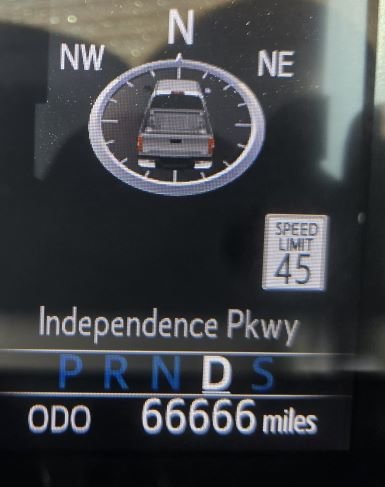 N
NW NE
SPEED
LIMIT
45
Independence Pkwy
P R N D S
ODO 66666 miles